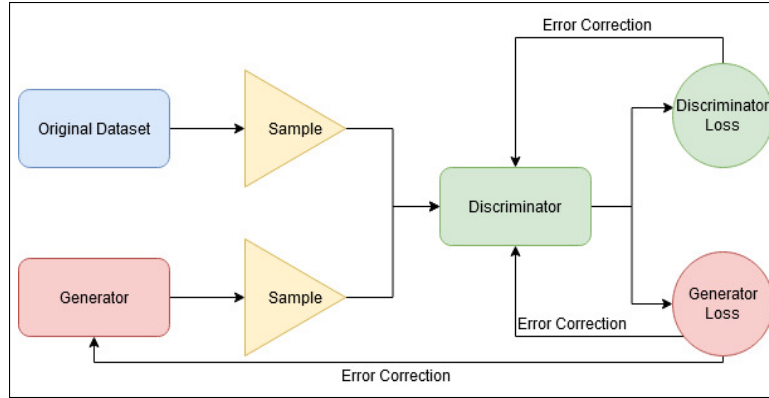 Error Correction
Original Dataset
Sample
Discriminator
Loss
Discriminator
Generator
Sample
Generator
Loss
Error Correction
Error Correction